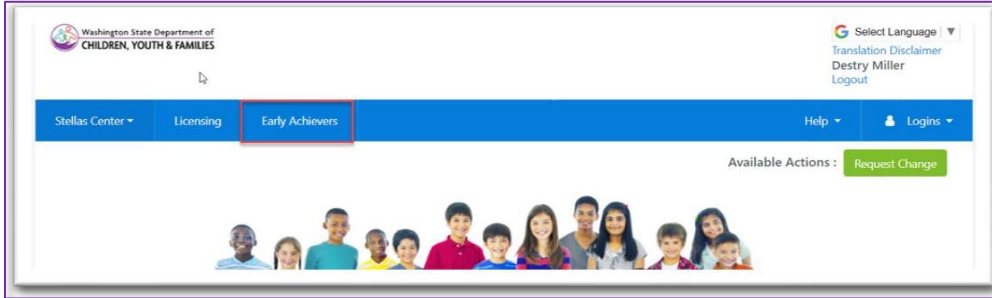 Washington State Department of
CHILDREN, YOUTH & FAMILIES
G Select Language ▼
Translation Disclaimer
Destry Miller
Logout
Stellas Center Licensing Early Achievers Help Logins
Available Actions : Request Change